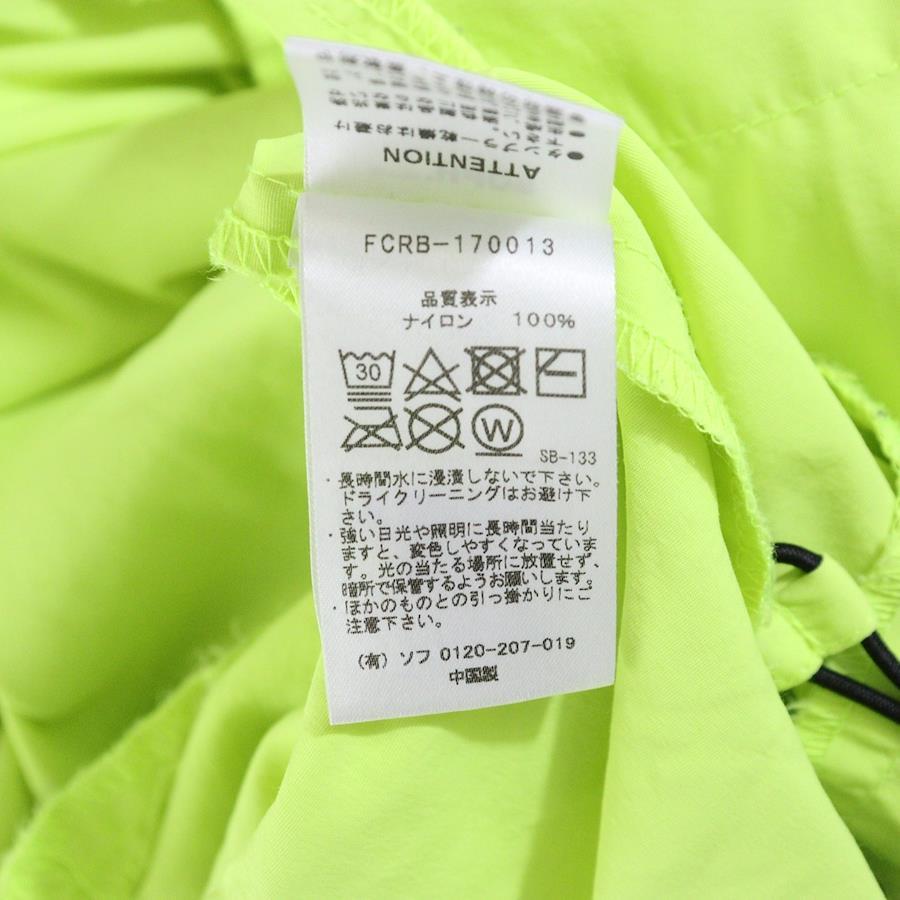 ATTENTION
FCRB-170013
品質表示
ナイロン 100%
30
W
SB-133
・長時間水に浸漬しないで下さい。
ドライクリーニングはお避け下
さい。
・強い日光や照明に長時間当たり
ますと、変色しやすくなっていま
す。光の当たる場所に放置せず、
暗所で保管するようお願いします。
・ほかのものとの引っ掛かりにご
注意下さい。
(有) ソフ 0120-207-019
中国製